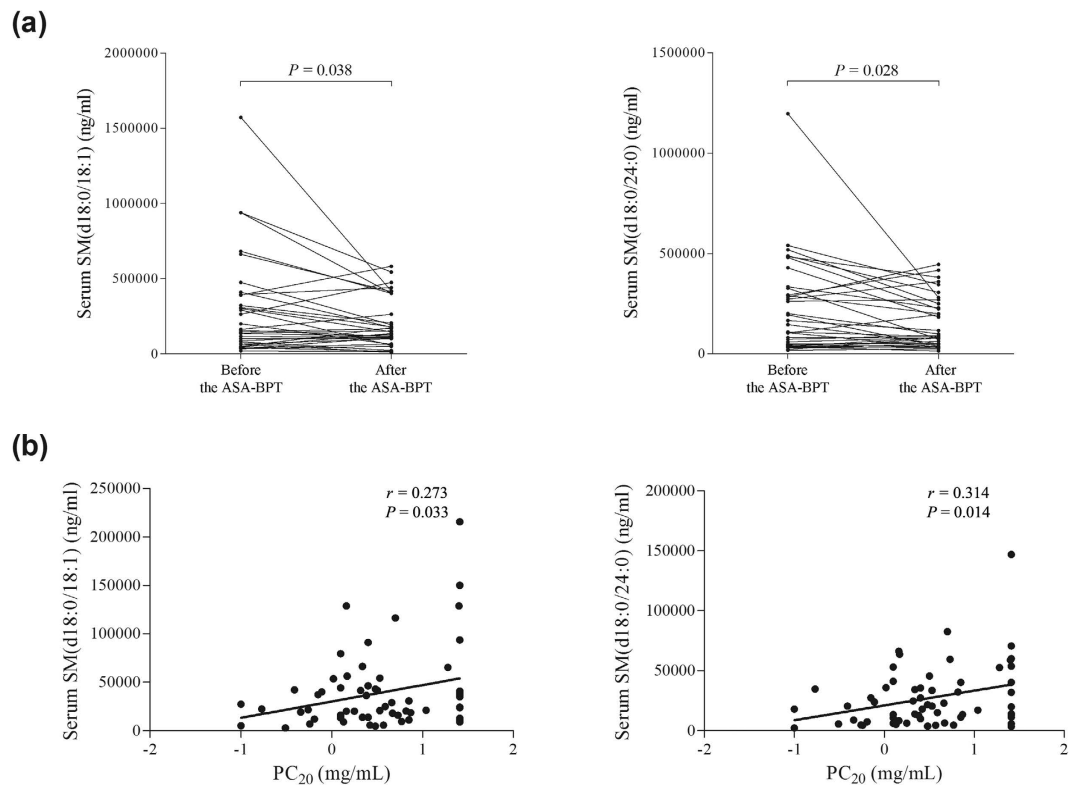 (a)
Serum SM(d18:0/18:1) (ng/ml)
2000000
1500000
1000000
500000
0
P = 0.038
Before
the ASA-BPT
After
the ASA-BPT
Serum SM(d18:0/24:0) (ng/ml)
1500000
1000000
500000
0
P = 0.028
Before
the ASA-BPT
After
the ASA-BPT
(b)
Serum SM(d18:0/18:1) (ng/ml)
250000
200000
150000
100000
50000
0
r = 0.273
P = 0.033
-2
-1
0
1
2
PC20 (mg/mL)
Serum SM(d18:0/24:0) (ng/ml)
200000
150000
100000
50000
0
r = 0.314
P = 0.014
-2
-1
0
1
2
PC20 (mg/mL)